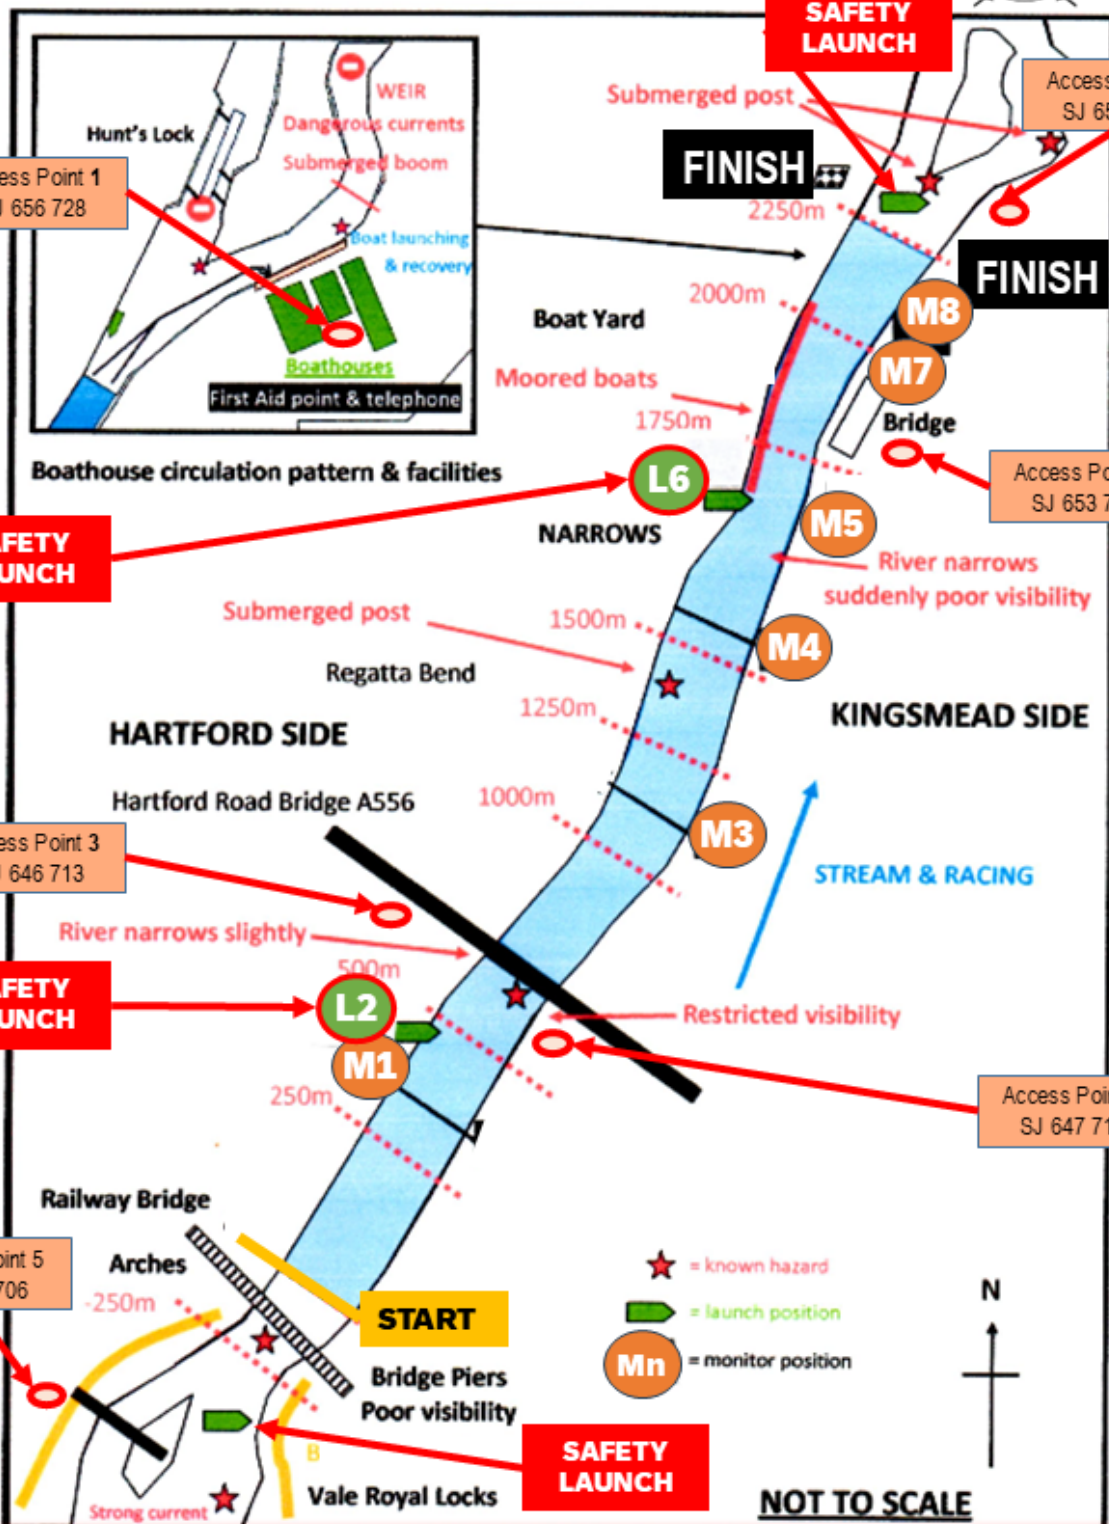 SAFETY
LAUNCH
WEIR
Dangerous currents
Submerged boom
Hunt's Lock
ess Point 1
656 728
Boat launching
& recovery
Boathouses
First Aid point & telephone
Boathouse circulation pattern & facilities
Submerged post
Access
SJ 65
FINISH
2250m
FINISH
2000m
M8
Boat Yard
M7
Moored boats
1750m
Bridge
L6
Access Po
SJ 653 7
M5
NARROWS
AFETY
UNCH
River narrows
suddenly poor visibility
Submerged post
1500m
M4
Regatta Bend
1250m
KINGSMEAD SIDE
HARTFORD SIDE
Hartford Road Bridge A556
1000m
M3
ess Point 3
646 713
STREAM & RACING
River narrows slightly
500m
AFETY
UNCH
L2
Restricted visibility
M1
250m
Access Poi
SJ 647 71
Railway Bridge
Arches
-250m
oint 5
706
START
= known hazard
= launch position
Mn = monitor position
N
Bridge Piers
Poor visibility
B
SAFETY
LAUNCH
Vale Royal Locks
Strong current
NOT TO SCALE